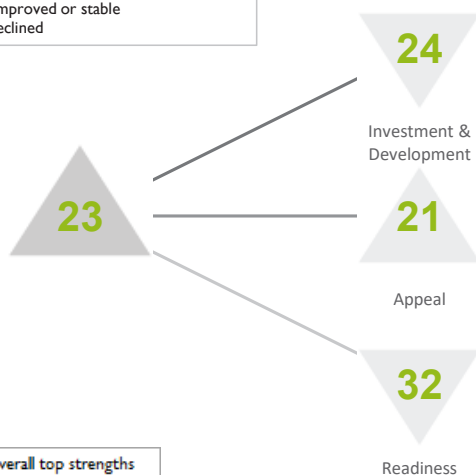 mproved or stable
eclined
24
Investment &
Development
23
21
Appeal
32
Readiness
verall top strengths